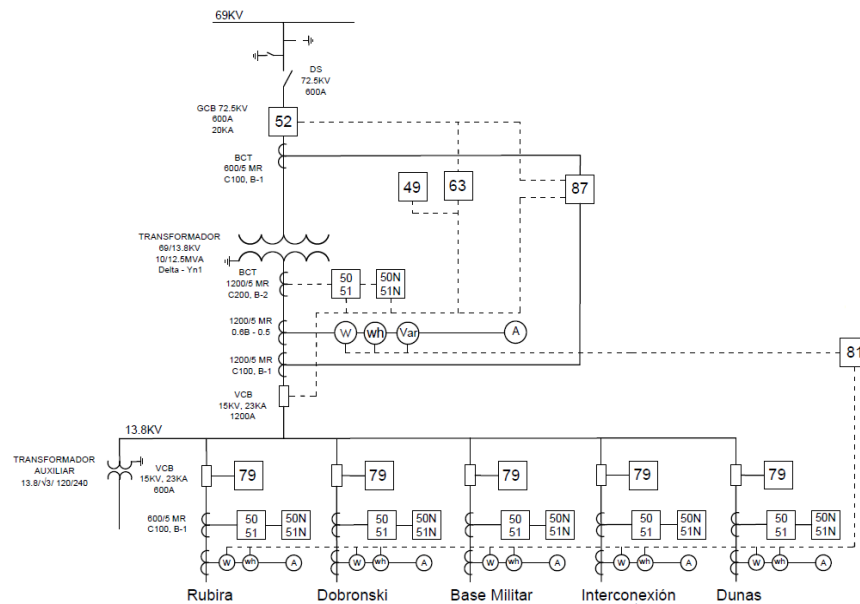 69KV
DS
72.5KV
600A
GCB 72.5KV
600A
20KA
52
BCT
600/5 MR
C100, B-1
49
63
87
TRANSFORMADOR
69/13.8KV
10/12.5MVA
Delta - Yn1
BCT
1200/5 MR
C200, B-2
50
51
50N
51N
1200/5 MR
0.6B - 0.5
W
wh
Var
A
1200/5 MR
C100, B-1
81
VCB
15KV, 23KA
1200A
13.8KV
TRANSFORMADOR
AUXILIAR
13.8/√3/ 120/240
VCB
15KV, 23KA
600A
79
79
79
79
79
600/5 MR
C100, B-1
50
51
50N
51N
50
51
50N
51N
50
51
50N
51N
50
51
50N
51N
50
51
50N
51N
W
wh
A
W
wh
A
W
wh
A
W
wh
A
W
wh
A
Rubira
Dobronski
Base Militar
Interconexión
Dunas